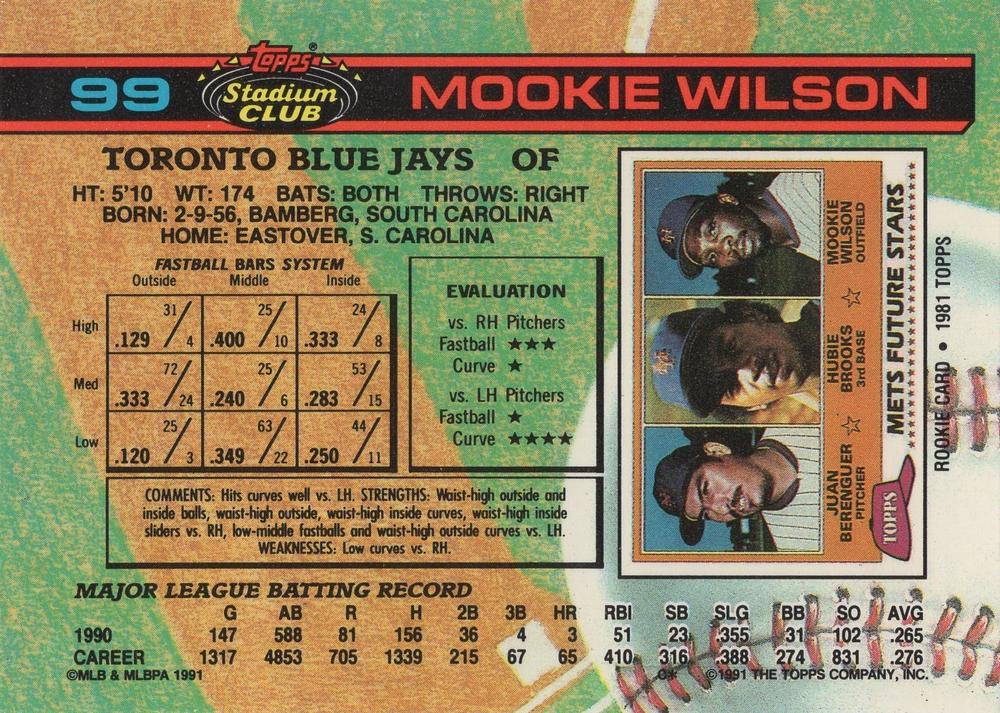 99
Topps®
Stadium
CLUB
MOOKIE WILSON
TORONTO BLUE JAYS OF
HT: 5'10 WT: 174 BATS: BOTH THROWS: RIGHT
BORN: 2-9-56, BAMBERG, SOUTH CAROLINA
HOME: EASTOVER, S. CAROLINA
FASTBALL BARS SYSTEM
Outside Middle Inside
High .129 31/4 .400 25/10 .333 24/8
Med .333 72/24 .240 25/6 .283 53/15
Low .120 25/3 .349 63/22 .250 44/11
EVALUATION
vs. RH Pitchers
Fastball ★★★
Curve ★
vs. LH Pitchers
Fastball ★
Curve ★★★★
COMMENTS: Hits curves well vs. LH. STRENGTHS: Waist-high outside and
inside balls, waist-high outside, waist-high inside curves, waist-high inside
sliders vs. RH, low-middle fastballs and waist-high outside curves vs. LH.
WEAKNESSES: Low curves vs. RH.
JUAN
BERENGUER
PITCHER
☆
HUBIE
BROOKS
3rd BASE
☆
MOOKIE
WILSON
OUTFIELD
TOPPS
METS FUTURE STARS
ROOKIE CARD • 1981 TOPPS
MAJOR LEAGUE BATTING RECORD
G AB R H 2B 3B HR RBI SB SLG BB SO AVG
1990 147 588 81 156 36 4 3 51 23 .355 31 102 .265
CAREER 1317 4853 705 1339 215 67 65 410 316 .388 274 831 .276
©MLB & MLBPA 1991 C* ©1991 THE TOPPS COMPANY, INC.